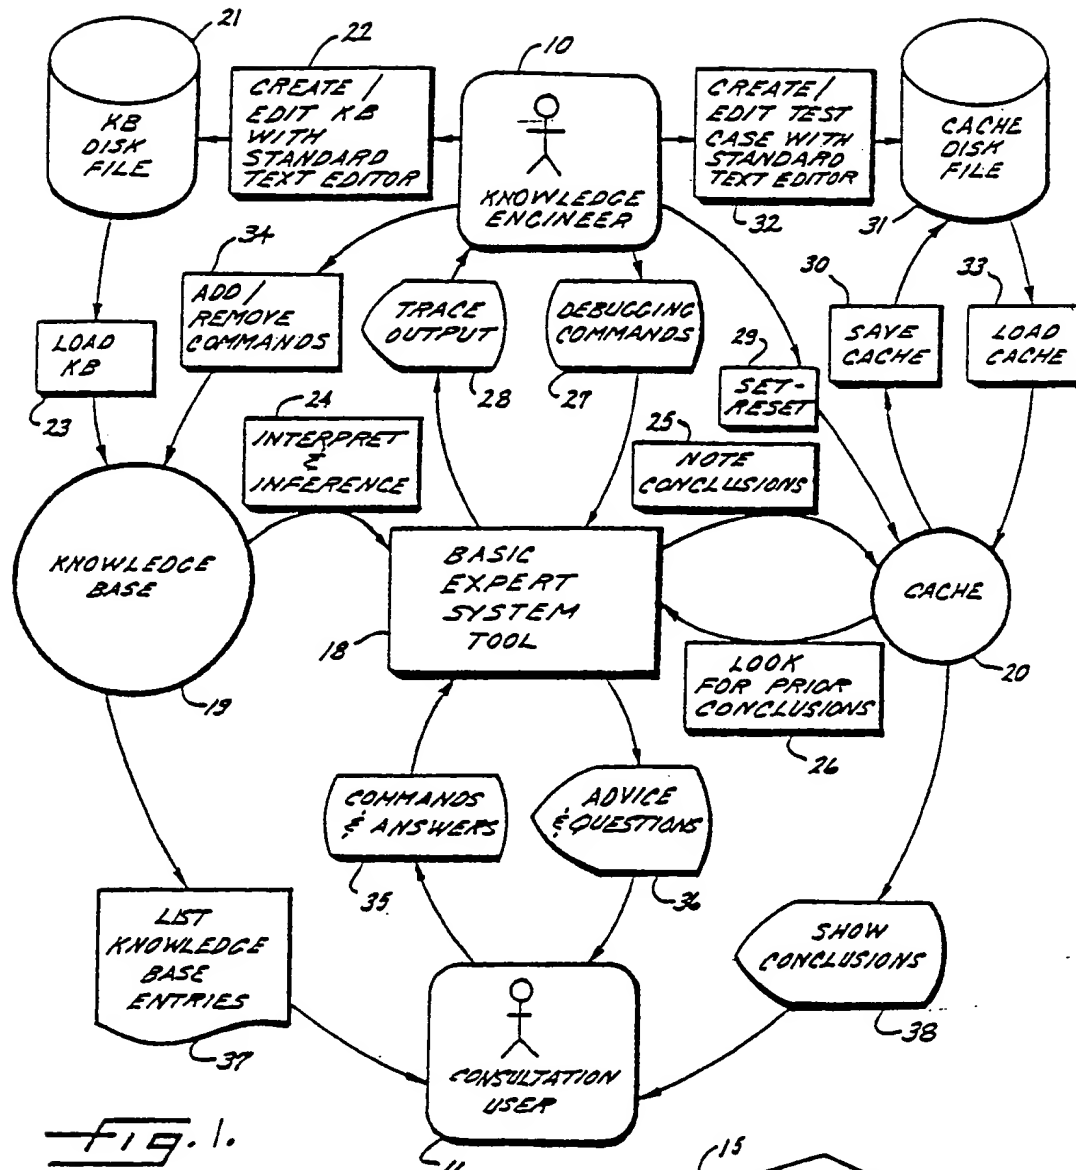 21
22
10
KB
DISK
FILE
CREATE /
EDIT KB
WITH
STANDARD
TEXT EDITOR
KNOWLEDGE
ENGINEER
CREATE /
EDIT TEST
CASE WITH
STANDARD
TEXT EDITOR
32
CACHE
DISK
FILE
31
34
ADD /
REMOVE
COMMANDS
TRACE
OUTPUT
28
DEBUGGING
COMMANDS
27
30
33
LOAD
KB
23
29
SET-
RESET
SAVE
CACHE
LOAD
CACHE
24
INTERPRET
&
INFERENCE
25
NOTE
CONCLUSIONS
KNOWLEDGE
BASE
19
BASIC
EXPERT
SYSTEM
TOOL
18
CACHE
20
LOOK
FOR PRIOR
CONCLUSIONS
26
COMMANDS
& ANSWERS
35
ADVICE
& QUESTIONS
36
LIST
KNOWLEDGE
BASE
ENTRIES
37
SHOW
CONCLUSIONS
38
CONSULTATION
USER
Fig. 1.
15